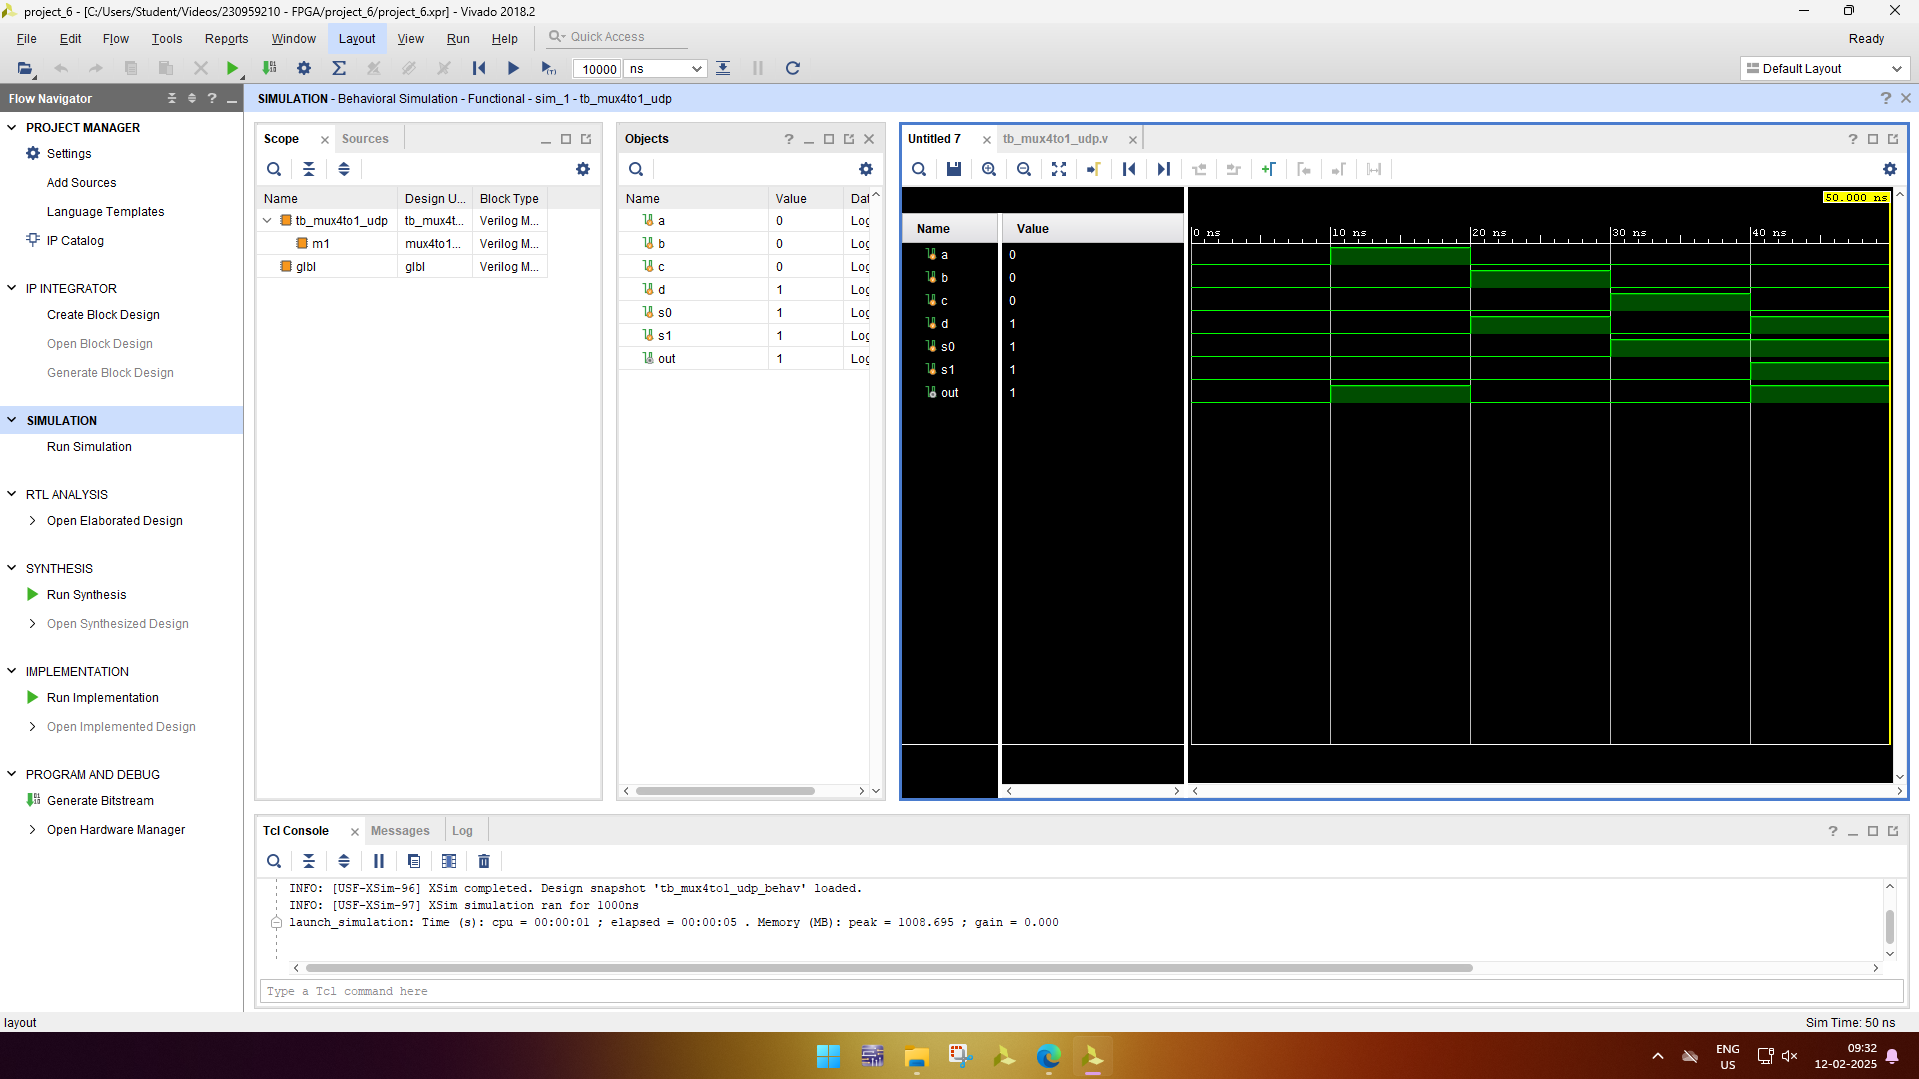 project_6 - [C:/Users/Student/Videos/230959210 - FPGA/project_6/project_6.xpr] - Vivado 2018.2
File Edit Flow Tools Reports Window Layout View Run Help
Quick Access
Ready
10000 ns
Default Layout
Flow Navigator
PROJECT MANAGER
Settings
Add Sources
Language Templates
IP Catalog
IP INTEGRATOR
Create Block Design
Open Block Design
Generate Block Design
SIMULATION
Run Simulation
RTL ANALYSIS
Open Elaborated Design
SYNTHESIS
Run Synthesis
Open Synthesized Design
IMPLEMENTATION
Run Implementation
Open Implemented Design
PROGRAM AND DEBUG
Generate Bitstream
Open Hardware Manager
SIMULATION - Behavioral Simulation - Functional - sim_1 - tb_mux4to1_udp
Scope Sources
Name Design U... Block Type
tb_mux4to1_udp tb_mux4t... Verilog M...
m1 mux4to1... Verilog M...
glbl glbl Verilog M...
Objects
Name Value Dat
a 0 Log
b 0 Log
c 0 Log
d 1 Log
s0 1 Log
s1 1 Log
out 1 Log
Untitled 7 tb_mux4to1_udp.v
50.000 ns
Name Value
0 ns 10 ns 20 ns 30 ns 40 ns
a 0
b 0
c 0
d 1
s0 1
s1 1
out 1
Tcl Console Messages Log
INFO: [USF-XSim-96] XSim completed. Design snapshot 'tb_mux4to1_udp_behav' loaded.
INFO: [USF-XSim-97] XSim simulation ran for 1000ns
launch_simulation: Time (s): cpu = 00:00:01 ; elapsed = 00:00:05 . Memory (MB): peak = 1008.695 ; gain = 0.000
Type a Tcl command here
layout
Sim Time: 50 ns
ENG
US
09:32
12-02-2025